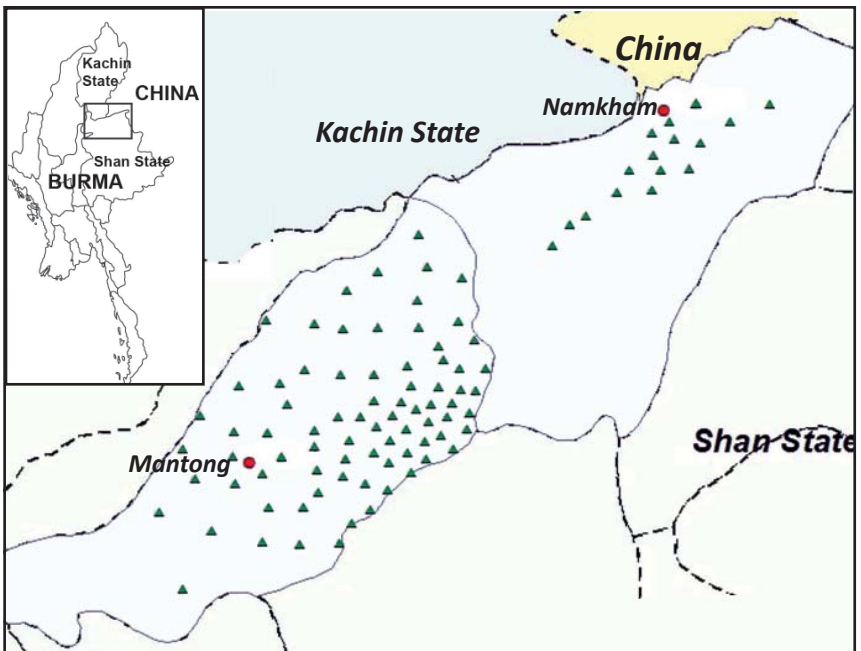 Kachin
State
CHINA
Shan State
BURMA
China
Namkham
Kachin State
Shan State
Mantong